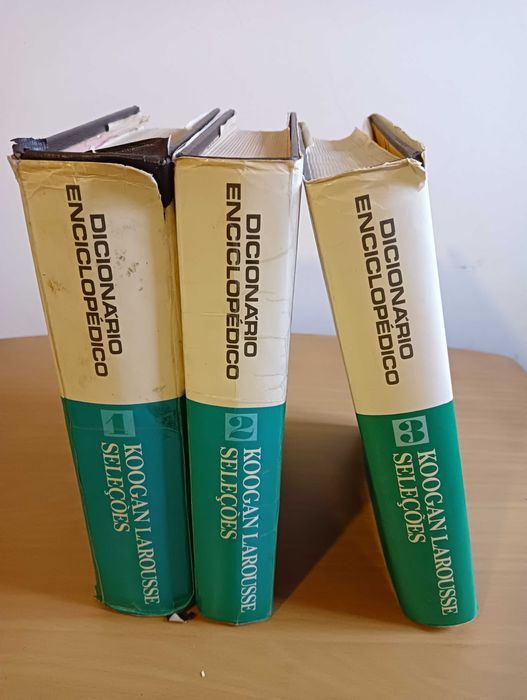 DICIONÁRIO
ENCICLOPÉDICO
1
KOOGAN LAROUSSE
SELEÇÕES
DICIONÁRIO
ENCICLOPÉDICO
2
KOOGAN LAROUSSE
SELEÇÕES
DICIONÁRIO
ENCICLOPÉDICO
3
KOOGAN LAROUSSE
SELEÇÕES